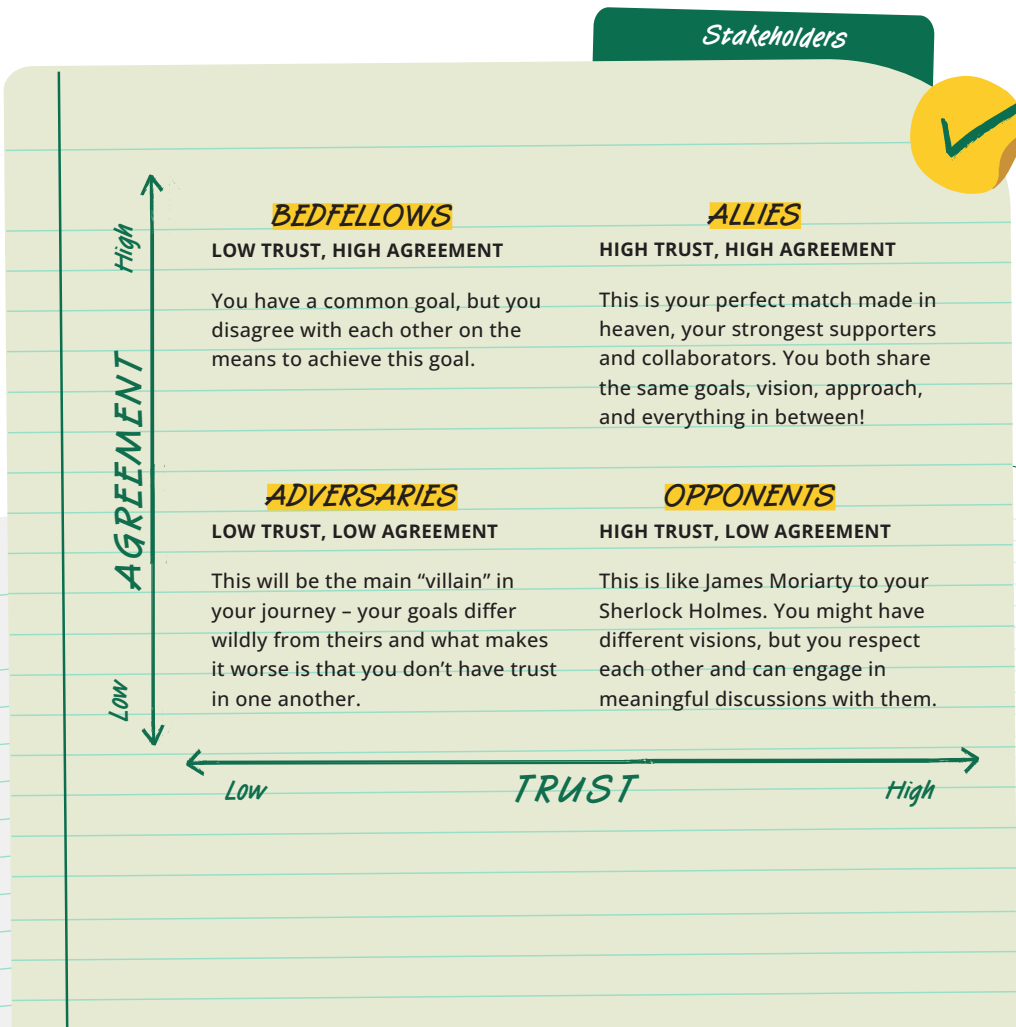 Stakeholders
High
AGREEMENT
Low
BEDFELLOWS
LOW TRUST, HIGH AGREEMENT
You have a common goal, but you
disagree with each other on the
means to achieve this goal.
ALLIES
HIGH TRUST, HIGH AGREEMENT
This is your perfect match made in
heaven, your strongest supporters
and collaborators. You both share
the same goals, vision, approach,
and everything in between!
ADVERSARIES
LOW TRUST, LOW AGREEMENT
This will be the main “villain” in
your journey – your goals differ
wildly from theirs and what makes
it worse is that you don’t have trust
in one another.
OPPONENTS
HIGH TRUST, LOW AGREEMENT
This is like James Moriarty to your
Sherlock Holmes. You might have
different visions, but you respect
each other and can engage in
meaningful discussions with them.
Low
TRUST
High